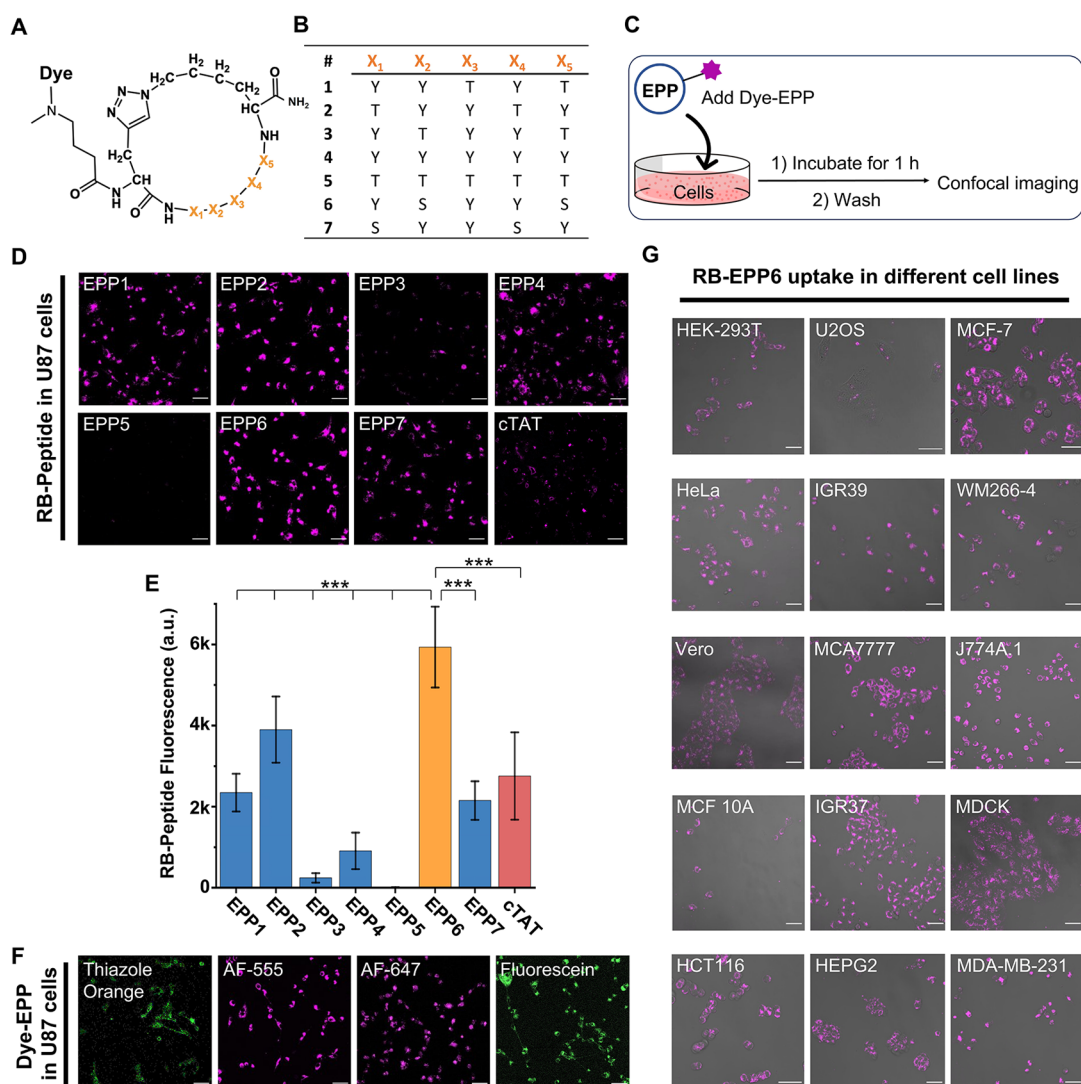 A
Dye
N
N
N
N
H₂C
H₂
C
C
H₂
H₂
C
C
H₂
O
CH
NH₂
NH
H₂C
CH
O
N
H
O
N
H
X₁
X₂
X₃
X₄
X₅
B
# X₁ X₂ X₃ X₄ X₅
1 Y Y T Y T
2 T Y Y T Y
3 Y T Y Y T
4 Y Y Y Y Y
5 T T T T T
6 Y S Y Y S
7 S Y Y S Y
C
EPP
Add Dye-EPP
Cells
1) Incubate for 1 h
2) Wash
Confocal imaging
D
RB-Peptide in U87 cells
EPP1 EPP2 EPP3 EPP4
EPP5 EPP6 EPP7 cTAT
E
*** *** ***
RB-Peptide Fluorescence (a.u.)
6k
4k
2k
0
EPP1 EPP2 EPP3 EPP4 EPP5 EPP6 EPP7 cTAT
F
Dye-EPP
in U87 cells
Thiazole
Orange
AF-555
AF-647
Fluorescein
G
RB-EPP6 uptake in different cell lines
HEK-293T U2OS MCF-7
HeLa IGR39 WM266-4
Vero MCA7777 J774A.1
MCF 10A IGR37 MDCK
HCT116 HEPG2 MDA-MB-231